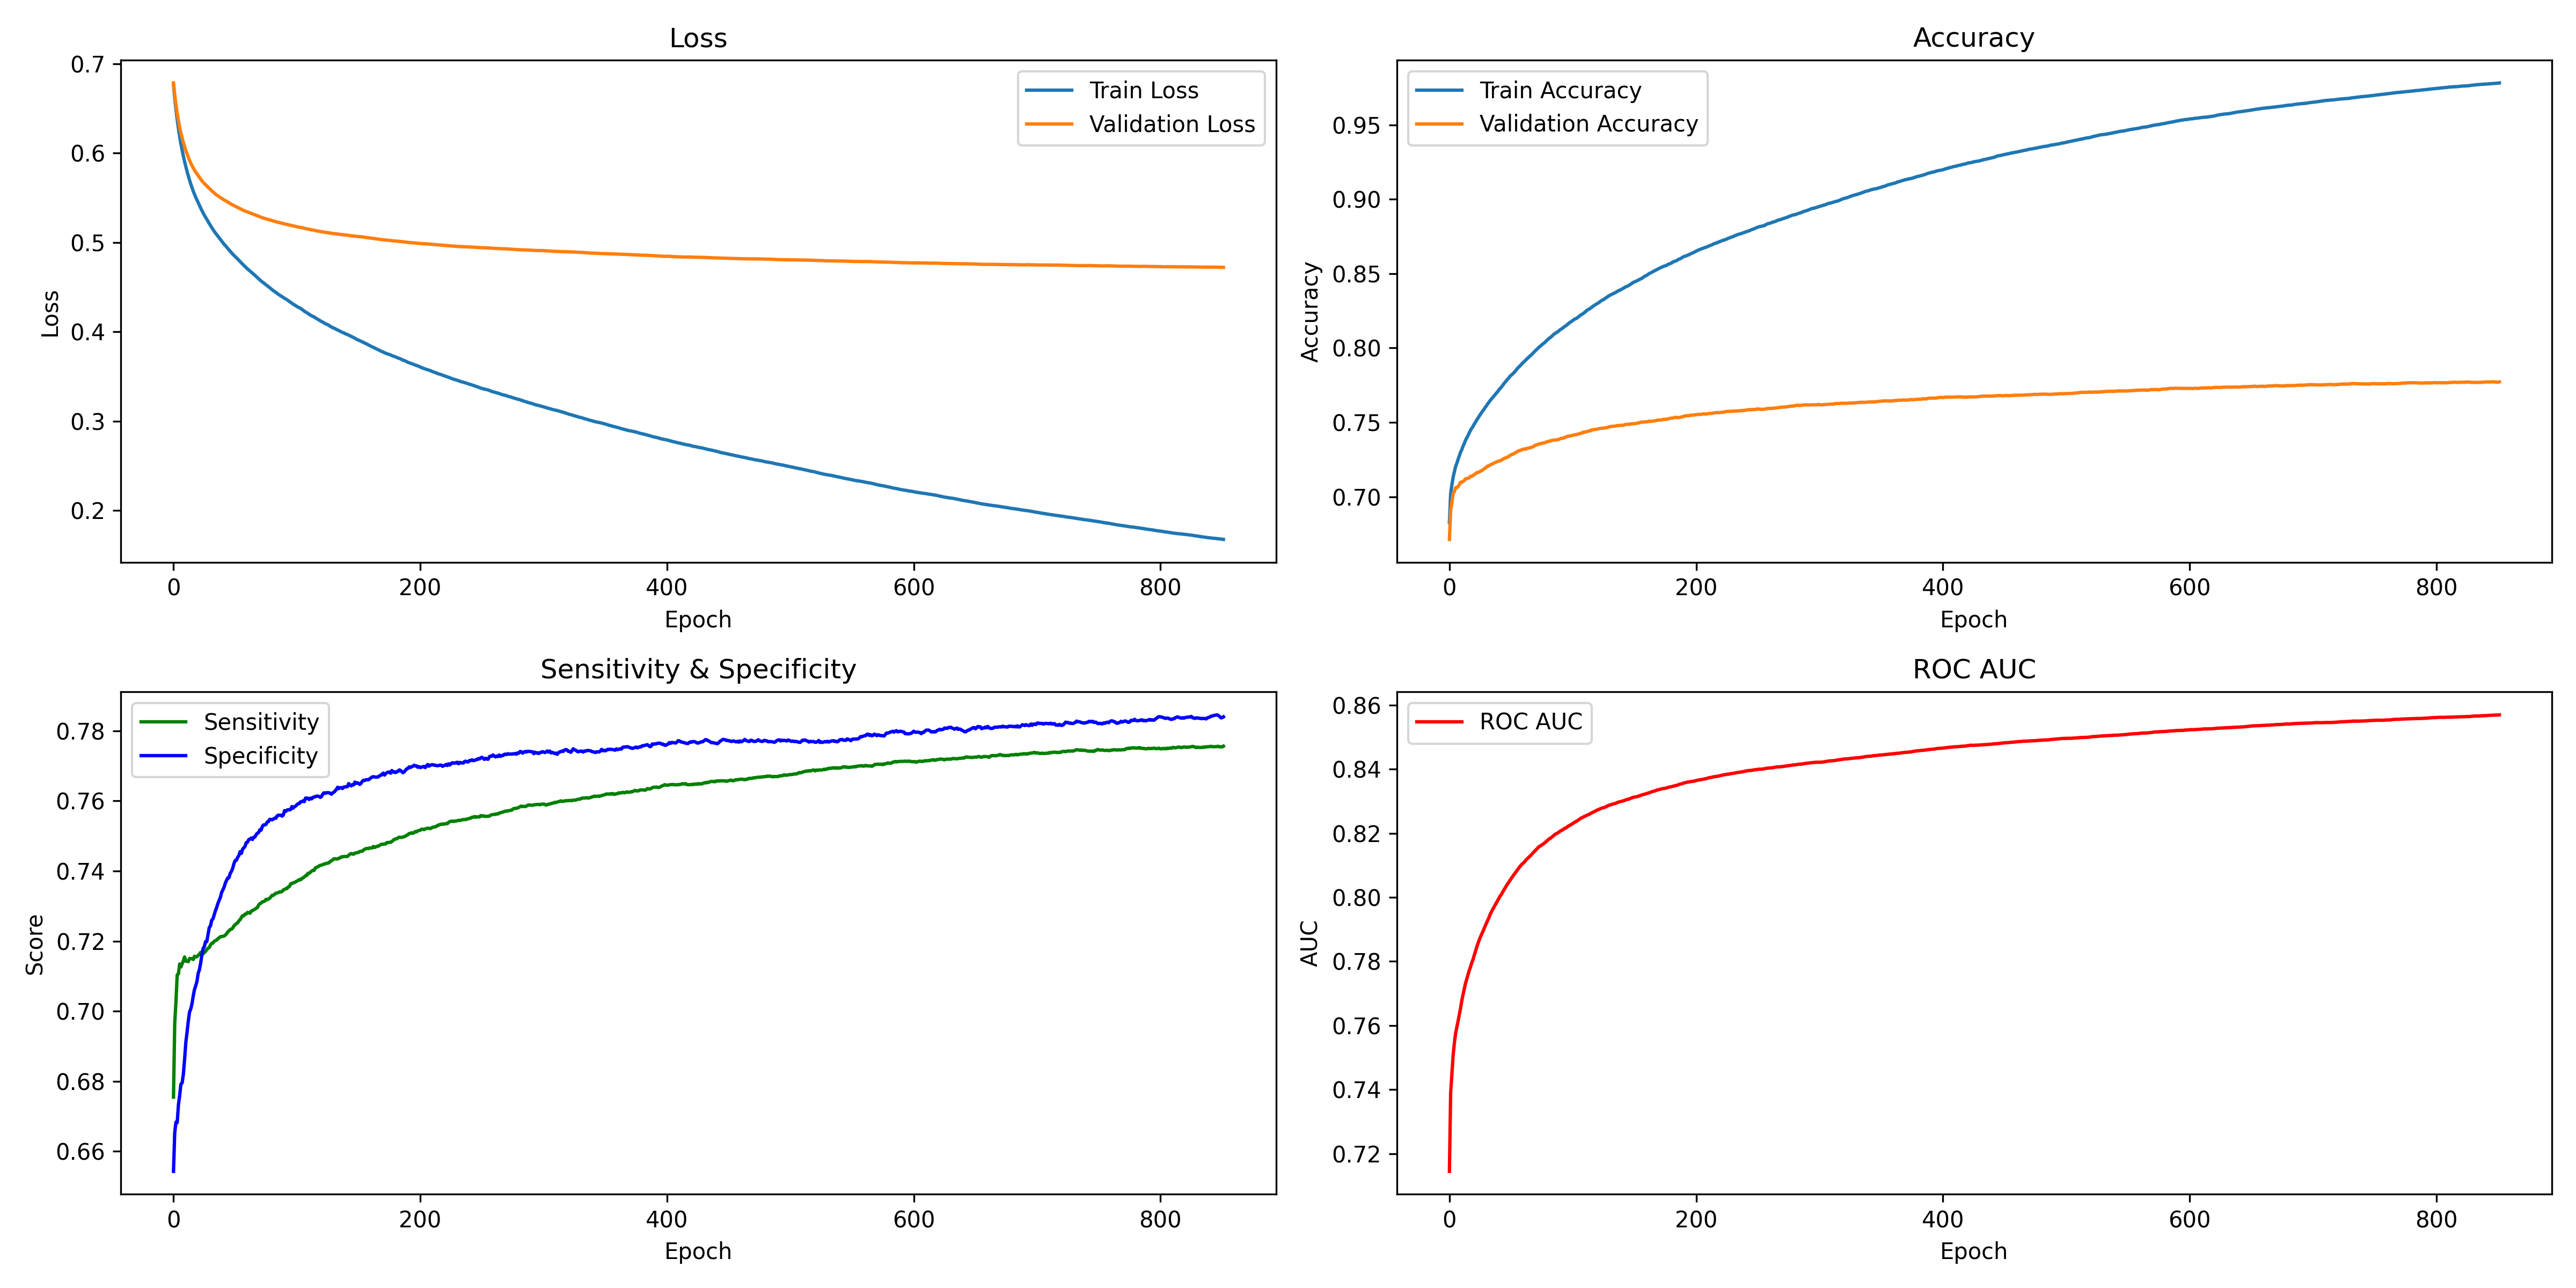 Loss
0.7
0.6
0.5
0.4
0.3
0.2
Loss
Train Loss
Validation Loss
0
200
400
600
800
Epoch
Accuracy
0.95
0.90
0.85
0.80
0.75
0.70
Accuracy
Train Accuracy
Validation Accuracy
0
200
400
600
800
Epoch
Sensitivity & Specificity
0.78
0.76
0.74
0.72
0.70
0.68
0.66
Score
Sensitivity
Specificity
0
200
400
600
800
Epoch
ROC AUC
0.86
0.84
0.82
0.80
0.78
0.76
0.74
0.72
AUC
ROC AUC
0
200
400
600
800
Epoch